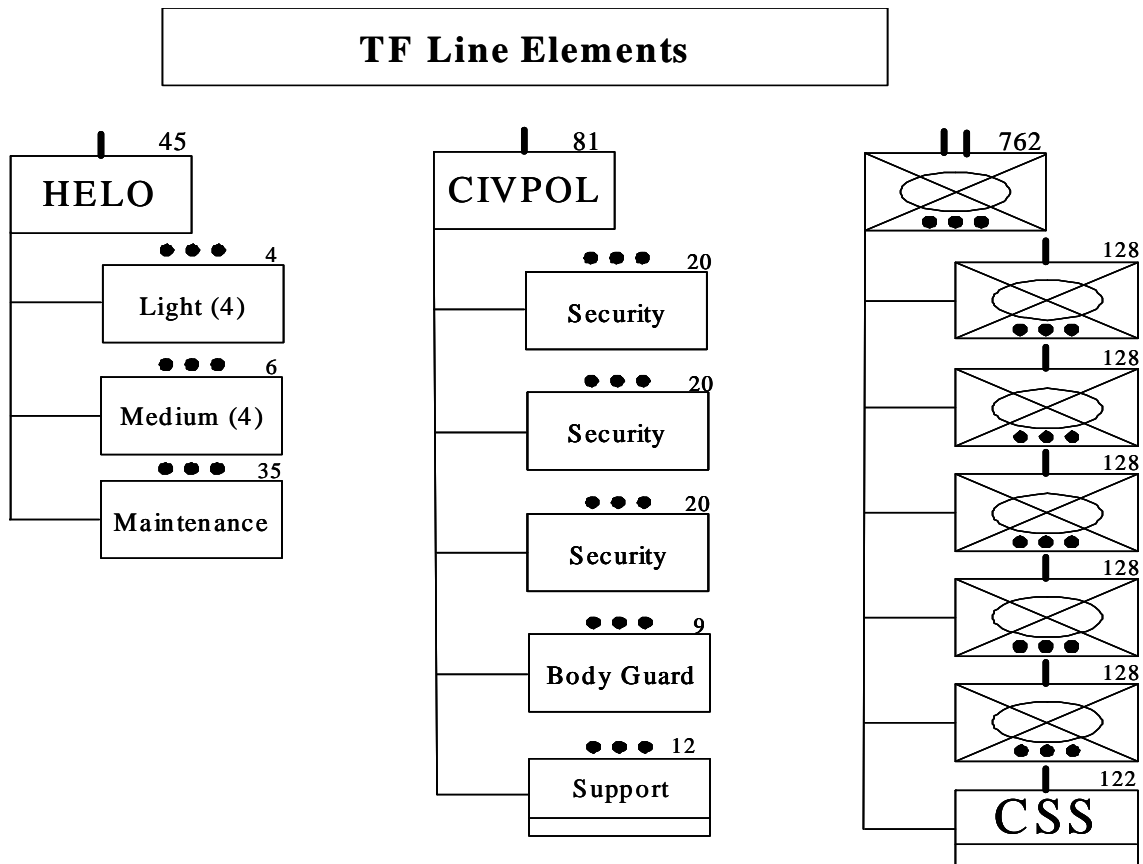 TF Line Elements
45
HELO
4
Light (4)
6
Medium (4)
35
Maintenance
81
CIVPOL
20
Security
20
Security
20
Security
9
Body Guard
12
Support
762
128
128
128
128
128
122
CSS